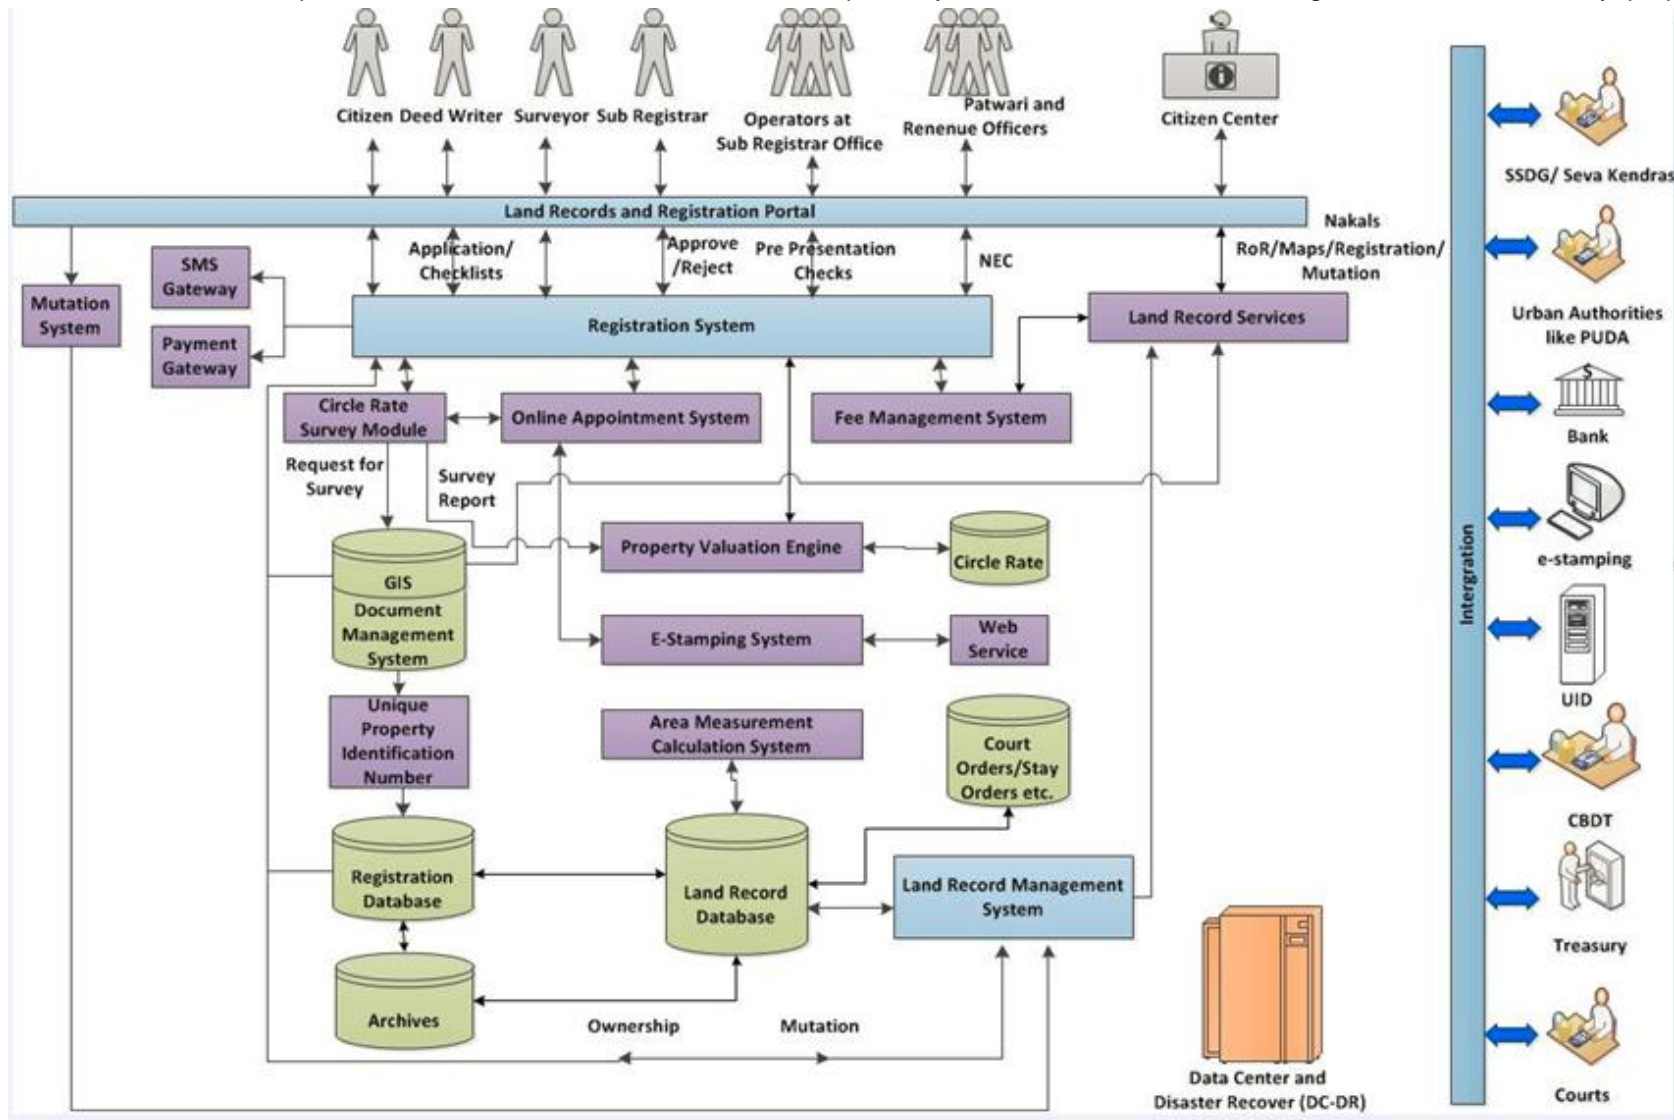 Citizen
Deed Writer
Surveyor
Sub Registrar
Operators at
Sub Registrar Office
Patwari and
Renenue Officers
Citizen Center
Land Records and Registration Portal
Application/
Checklists
Approve
/Reject
Pre Presentation
Checks
NEC
Nakals
RoR/Maps/Registration/
Mutation
SMS
Gateway
Payment
Gateway
Mutation
System
Registration System
Land Record Services
Circle Rate
Survey Module
Online Appointment System
Fee Management System
Request for
Survey
Survey
Report
GIS
Document
Management
System
Property Valuation Engine
Circle Rate
E-Stamping System
Web
Service
Unique
Property
Identification
Number
Area Measurement
Calculation System
Court
Orders/Stay
Orders etc.
Registration
Database
Land Record
Database
Land Record Management
System
Archives
Ownership
Mutation
Data Center and
Disaster Recover (DC-DR)
Intergration
SSDG/ Seva Kendras
Urban Authorities
like PUDA
Bank
$
e-stamping
UID
CBDT
Treasury
Courts